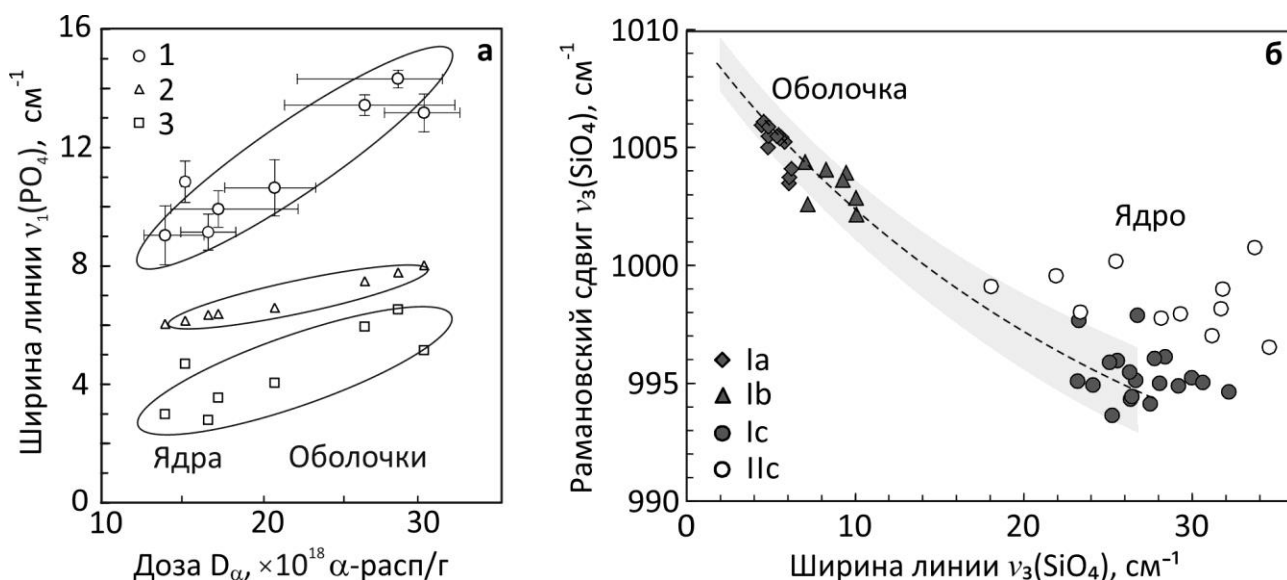 Ширина линии ν₁(PO₄), см⁻¹
16
12
8
4
0
1
2
3
а
Ядра
Оболочки
10
20
30
Доза Dα, ×10¹⁸ α-расп/г
Рамановский сдвиг ν₃(SiO₄), см⁻¹
1010
1005
1000
995
990
б
Оболочка
Ядро
Ia
Ib
Ic
IIc
0
10
20
30
Ширина линии ν₃(SiO₄), см⁻¹